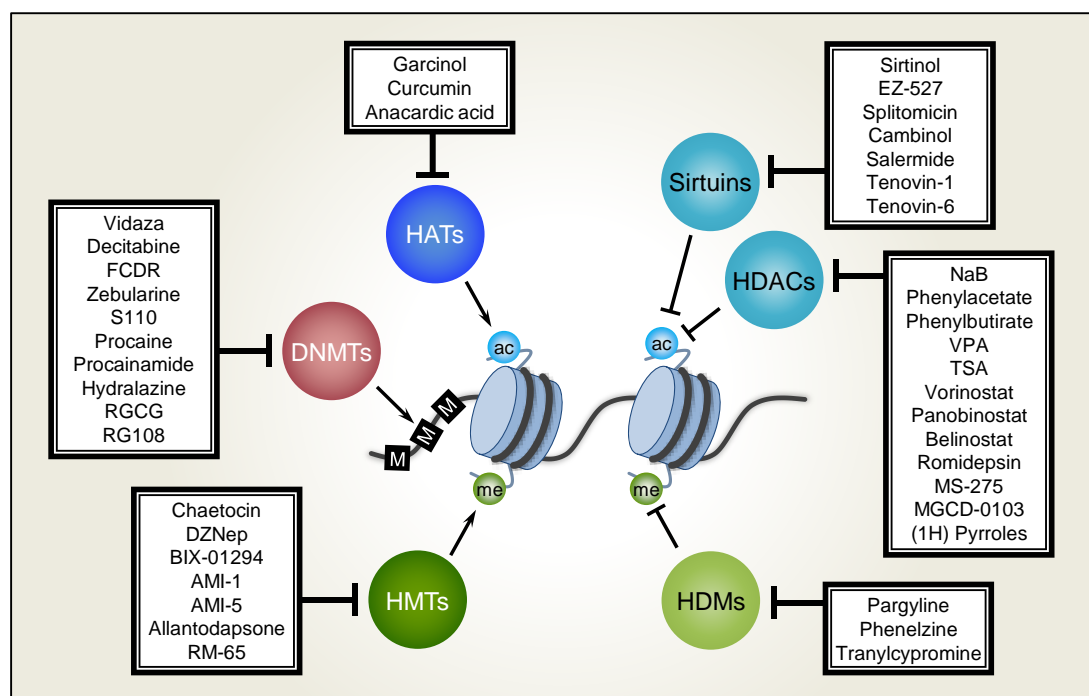 Garcinol
Curcumin
Anacardic acid
HATs
Sirtinol
EZ-527
Splitomicin
Cambinol
Salermide
Tenovin-1
Tenovin-6
Sirtuins
Vidaza
Decitabine
FCDR
Zebularine
S110
Procaine
Procainamide
Hydralazine
RGCG
RG108
DNMTs
HDACs
NaB
Phenylacetate
Phenylbutirate
VPA
TSA
Vorinostat
Panobinostat
Belinostat
Romidepsin
MS-275
MGCD-0103
(1H) Pyrroles
ac
ac
M
M
M
me
me
Chaetocin
DZNep
BIX-01294
AMI-1
AMI-5
Allantodapsone
RM-65
HMTs
HDMs
Pargyline
Phenelzine
Tranylcypromine